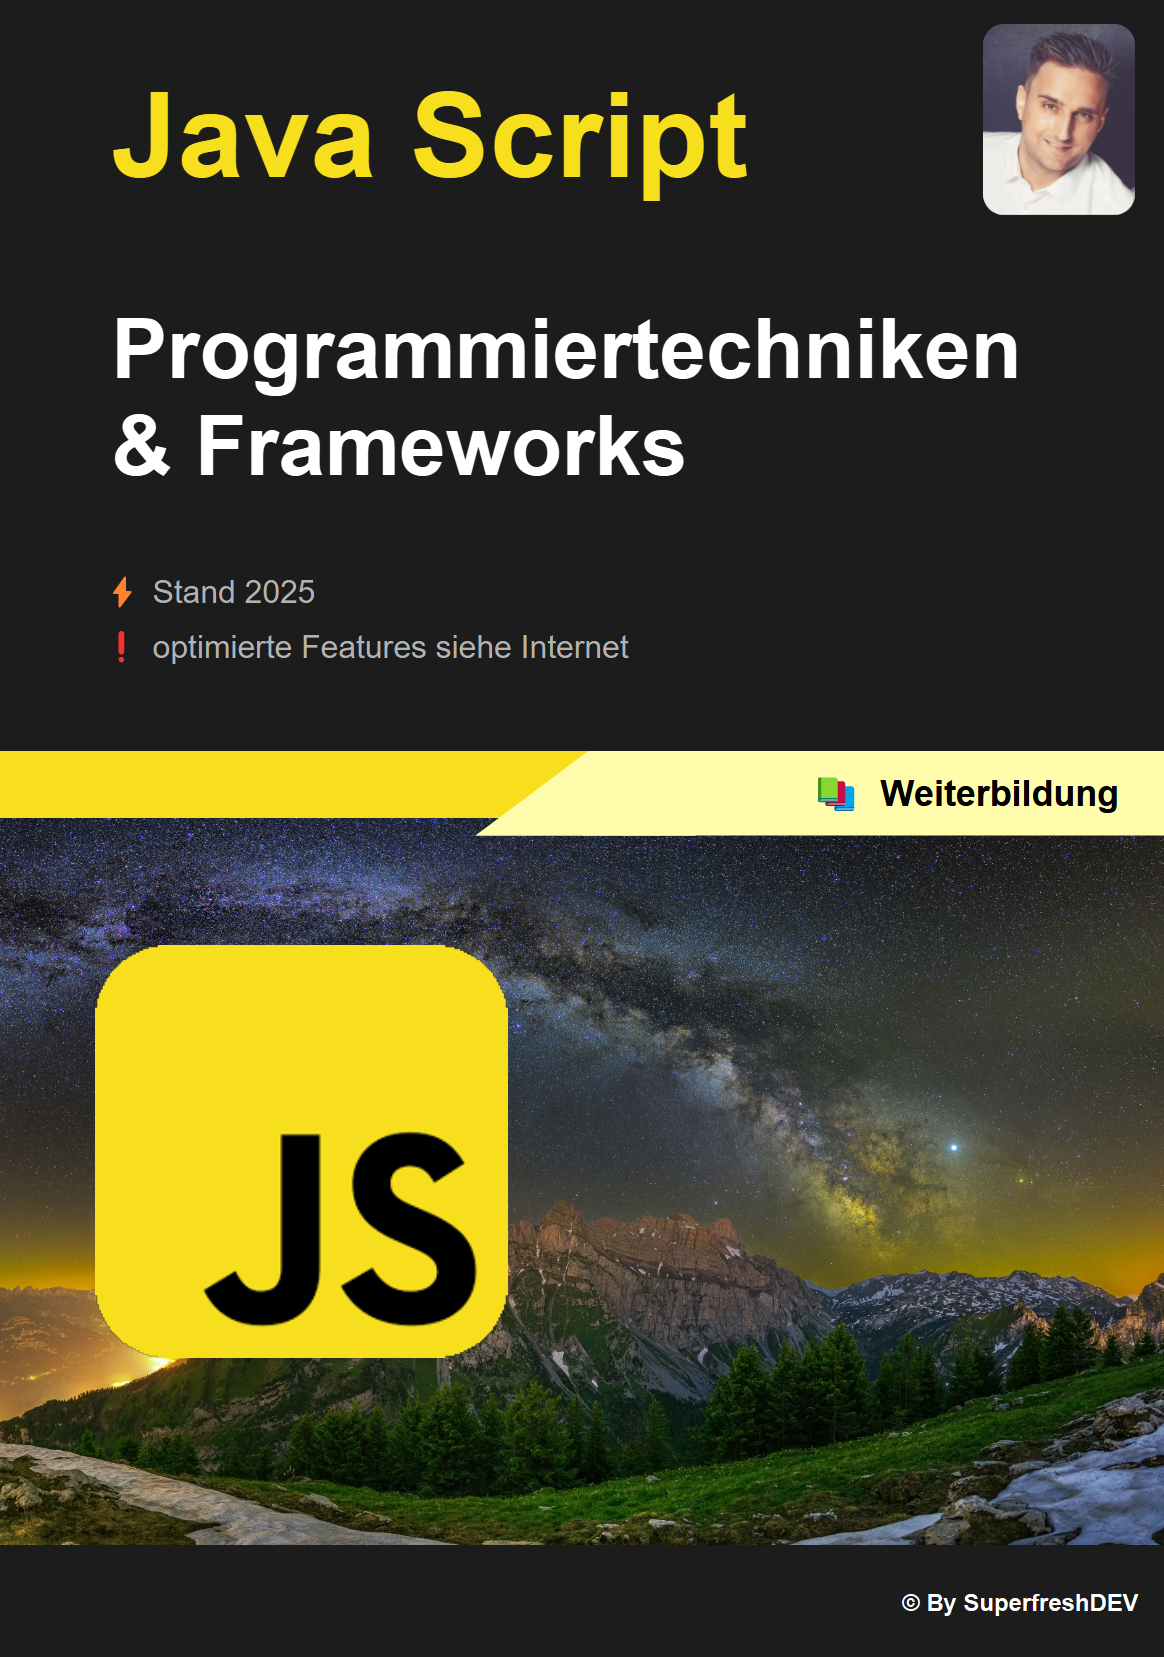 Java Script
Programmiertechniken
& Frameworks
Stand 2025
optimierte Features siehe Internet
Weiterbildung
JS
© By SuperfreshDEV